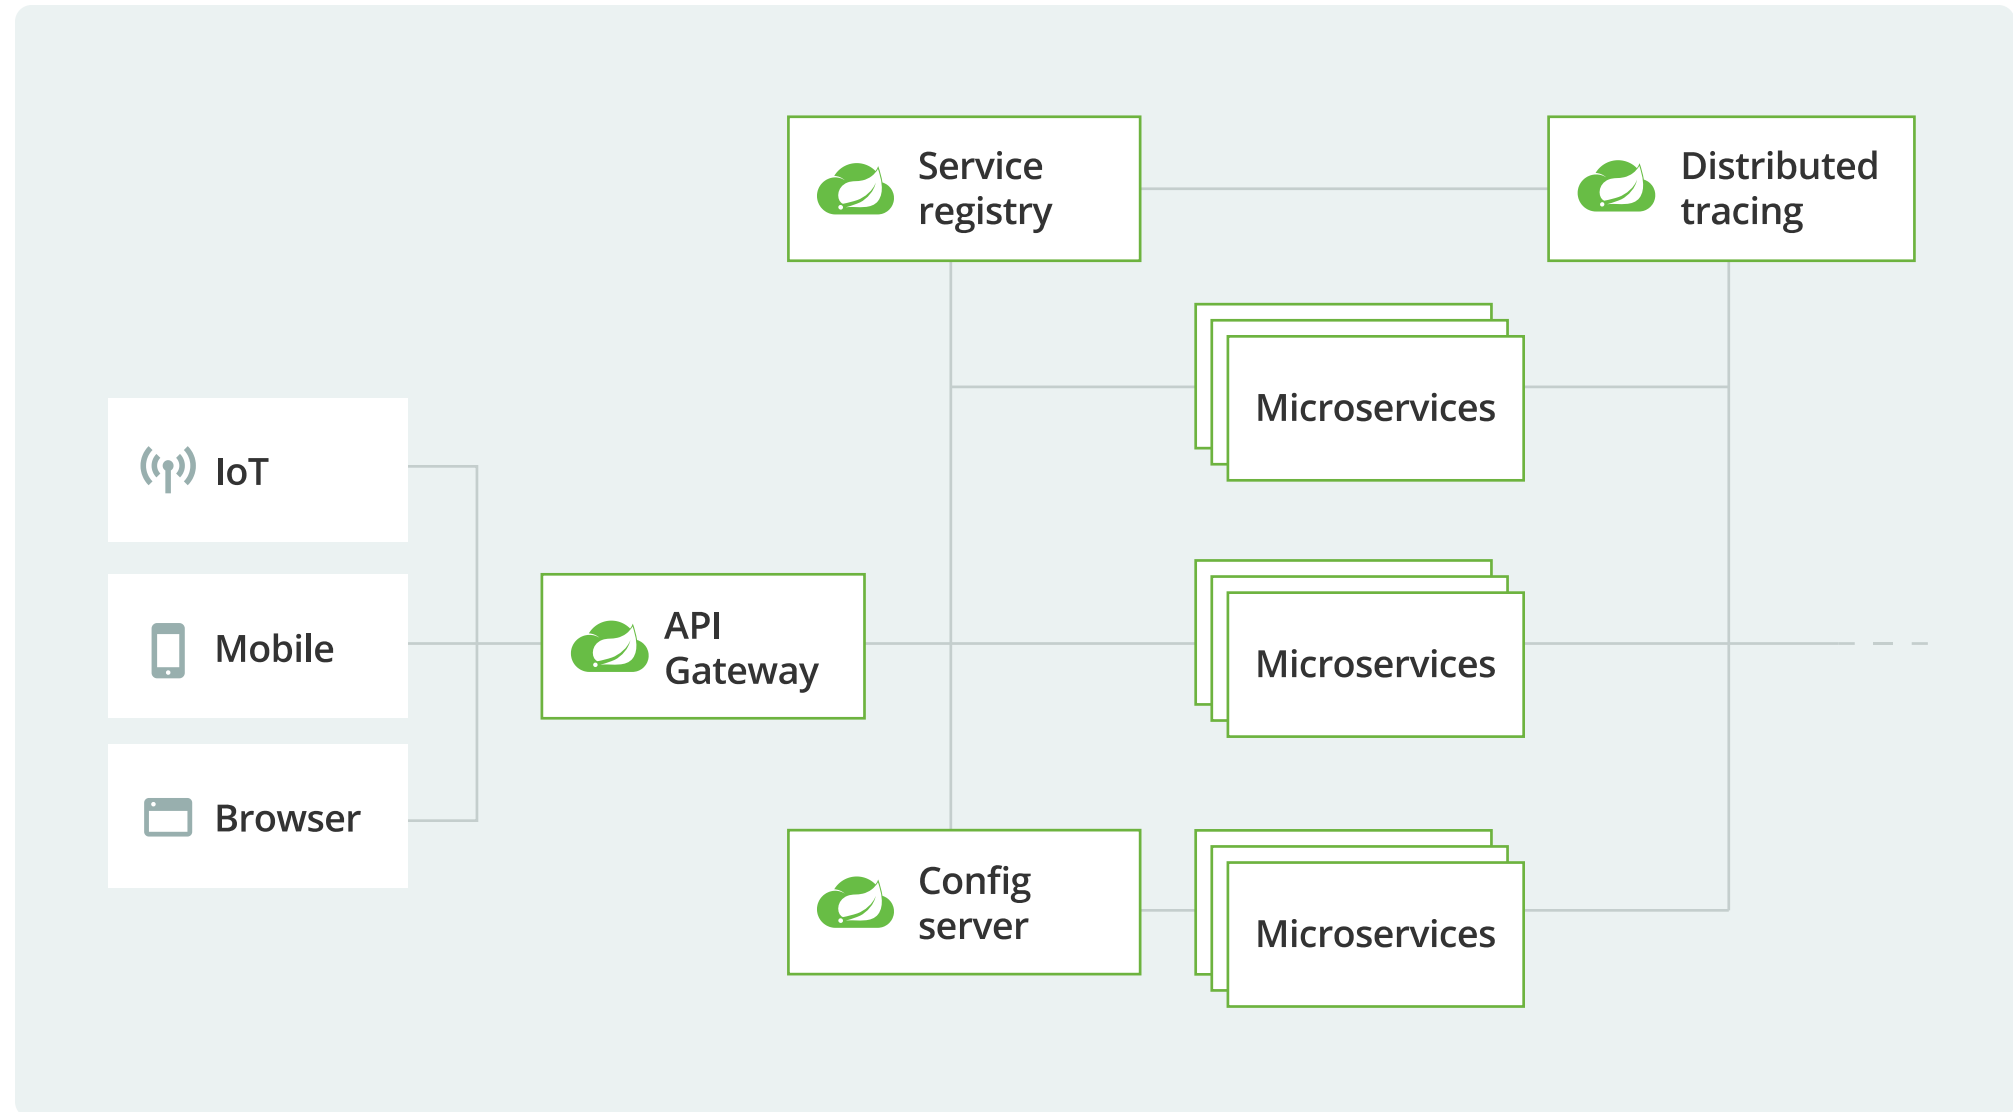 Service
registry
Distributed
tracing
Microservices
IoT
Mobile
Browser
API
Gateway
Microservices
Config
server
Microservices